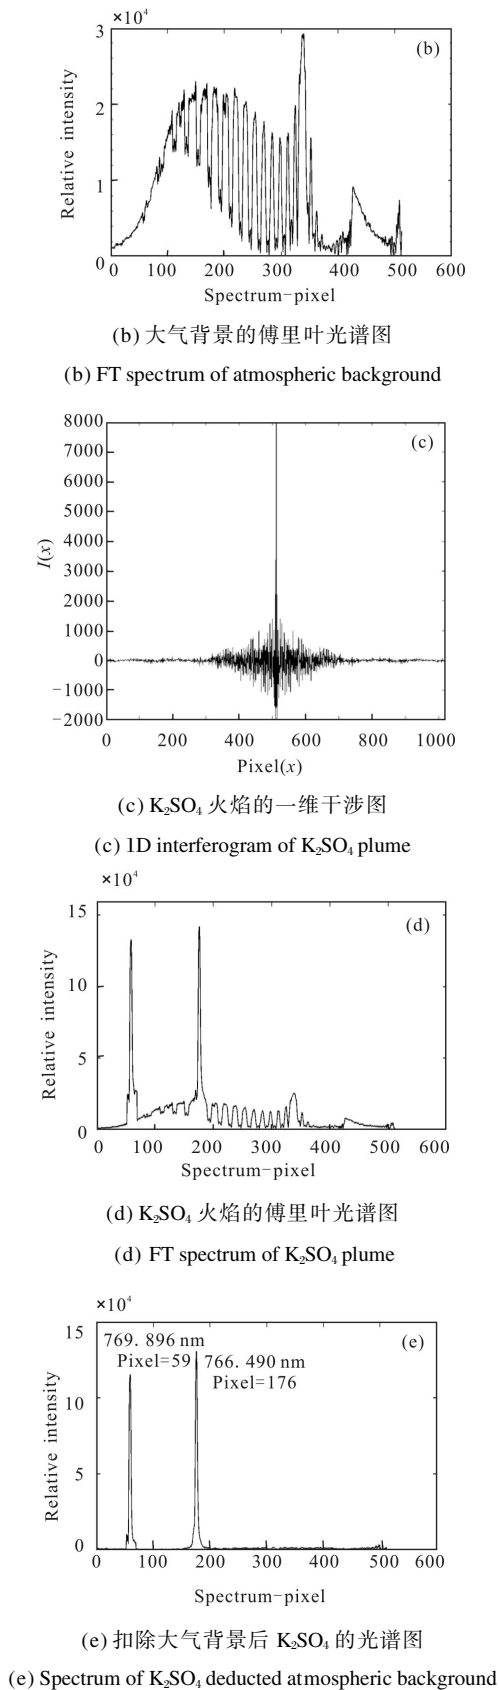 ×10⁴
3
(b)
2
Relative intensity
1
0
0 100 200 300 400 500 600
Spectrum-pixel
(b) 大气背景的傅里叶光谱图
(b) FT spectrum of atmospheric background
8000
(c)
7000
6000
5000
4000
I(x)
3000
2000
1000
0
-1000
-2000
0 200 400 600 800 1000
Pixel(x)
(c) K₂SO₄ 火焰的一维干涉图
(c) 1D interferogram of K₂SO₄ plume
×10⁴
15
(d)
10
Relative intensity
5
0
0 100 200 300 400 500 600
Spectrum-pixel
(d) K₂SO₄ 火焰的傅里叶光谱图
(d) FT spectrum of K₂SO₄ plume
×10⁴
15
769. 896 nm
(e)
Pixel=59
766. 490 nm
Pixel=176
10
Relative intensity
5
0
0 100 200 300 400 500 600
Spectrum-pixel
(e) 扣除大气背景后 K₂SO₄ 的光谱图
(e) Spectrum of K₂SO₄ deducted atmospheric background